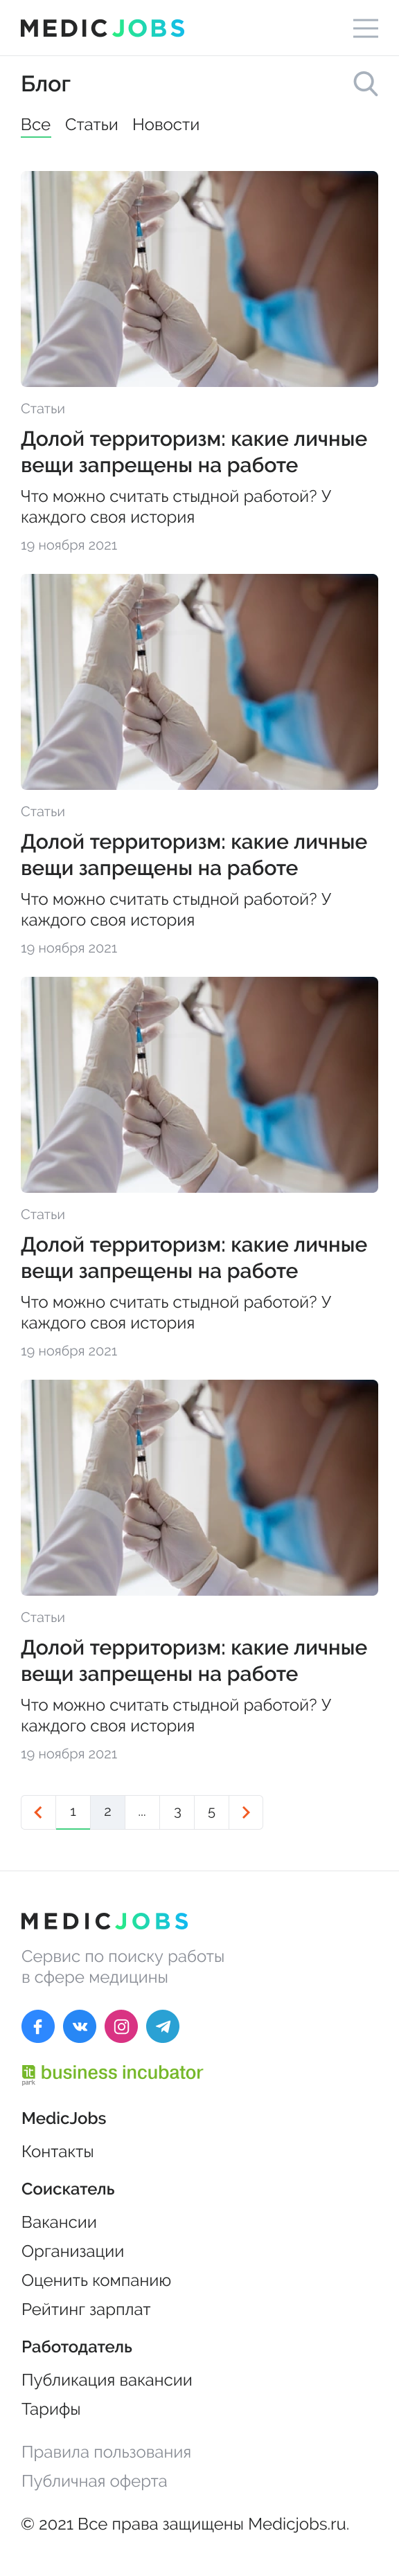 MEDICJOBS
Блог
Все Статьи Новости
Статьи
Долой территоризм: какие личные
вещи запрещены на работе
Что можно считать стыдной работой? У
каждого своя история
19 ноября 2021
Статьи
Долой территоризм: какие личные
вещи запрещены на работе
Что можно считать стыдной работой? У
каждого своя история
19 ноября 2021
Статьи
Долой территоризм: какие личные
вещи запрещены на работе
Что можно считать стыдной работой? У
каждого своя история
19 ноября 2021
Статьи
Долой территоризм: какие личные
вещи запрещены на работе
Что можно считать стыдной работой? У
каждого своя история
19 ноября 2021
1 2 ... 3 5
MEDICJOBS
Сервис по поиску работы
в сфере медицины
it park business incubator
MedicJobs
Контакты
Соискатель
Вакансии
Организации
Оценить компанию
Рейтинг зарплат
Работодатель
Публикация вакансии
Тарифы
Правила пользования
Публичная оферта
© 2021 Все права защищены Medicjobs.ru.